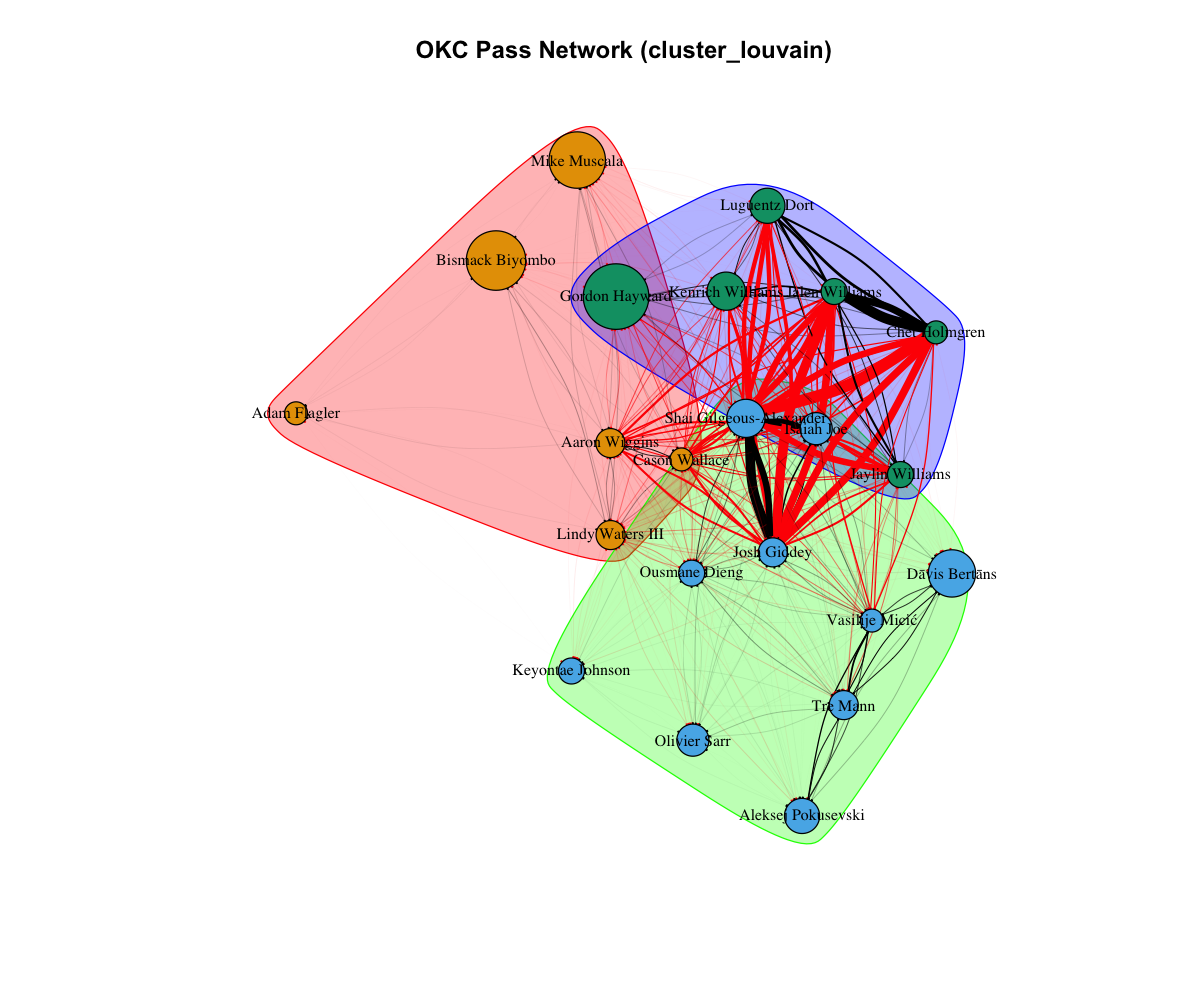 OKC Pass Network (cluster_louvain)
Mike Muscala
Luguentz Dort
Bismack Biyombo
Gordon Hayward
Kenrich Williams
Jalen Williams
Chet Holmgren
Adam Flagler
Shai Gilgeous-Alexander
Isaiah Joe
Aaron Wiggins
Cason Wallace
Jaylin Williams
Lindy Waters III
Josh Giddey
Ousmane Dieng
Dāvis Bertāns
Vasilije Micić
Keyontae Johnson
Tre Mann
Olivier Sarr
Aleksej Pokusevski